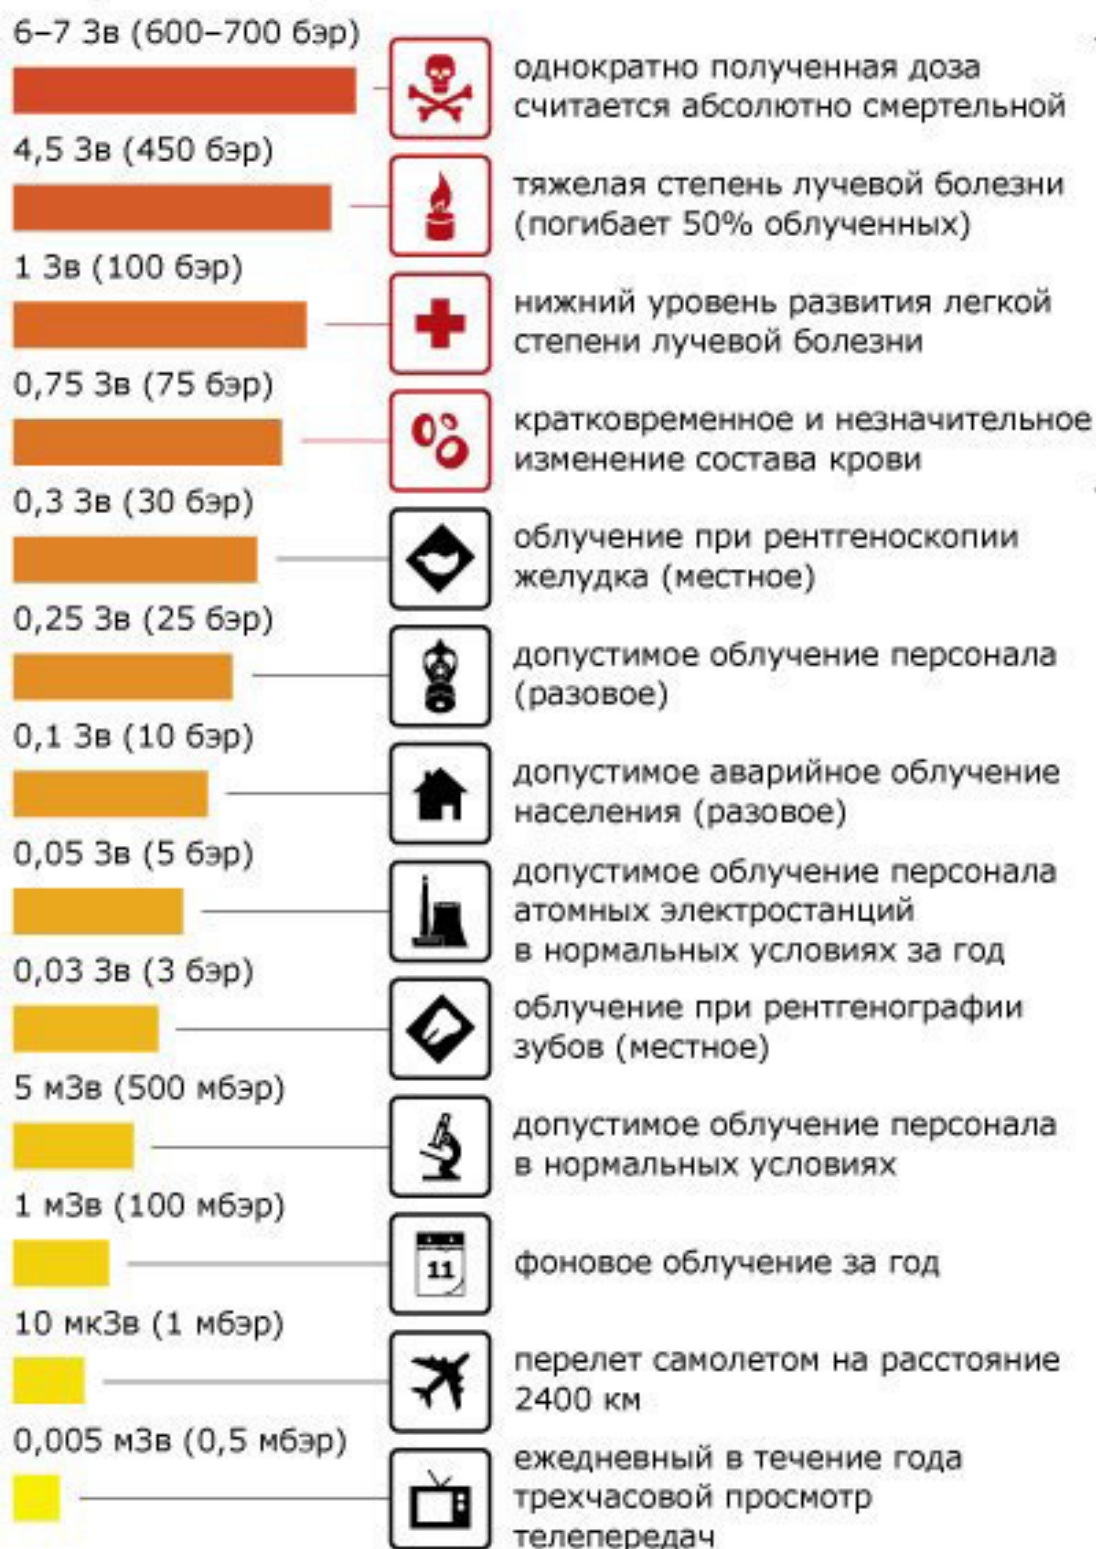 6–7 Зв (600–700 бэр)
однократно полученная доза
считается абсолютно смертельной
4,5 Зв (450 бэр)
тяжелая степень лучевой болезни
(погибает 50% облученных)
1 Зв (100 бэр)
нижний уровень развития легкой
степени лучевой болезни
0,75 Зв (75 бэр)
кратковременное и незначительное
изменение состава крови
0,3 Зв (30 бэр)
облучение при рентгеноскопии
желудка (местное)
0,25 Зв (25 бэр)
допустимое облучение персонала
(разовое)
0,1 Зв (10 бэр)
допустимое аварийное облучение
населения (разовое)
0,05 Зв (5 бэр)
допустимое облучение персонала
атомных электростанций
в нормальных условиях за год
0,03 Зв (3 бэр)
облучение при рентгенографии
зубов (местное)
5 мЗв (500 мбэр)
допустимое облучение персонала
в нормальных условиях
1 мЗв (100 мбэр)
11
фоновое облучение за год
10 мкЗв (1 мбэр)
перелет самолетом на расстояние
2400 км
0,005 мЗв (0,5 мбэр)
ежедневный в течение года
трехчасовой просмотр
телепередач